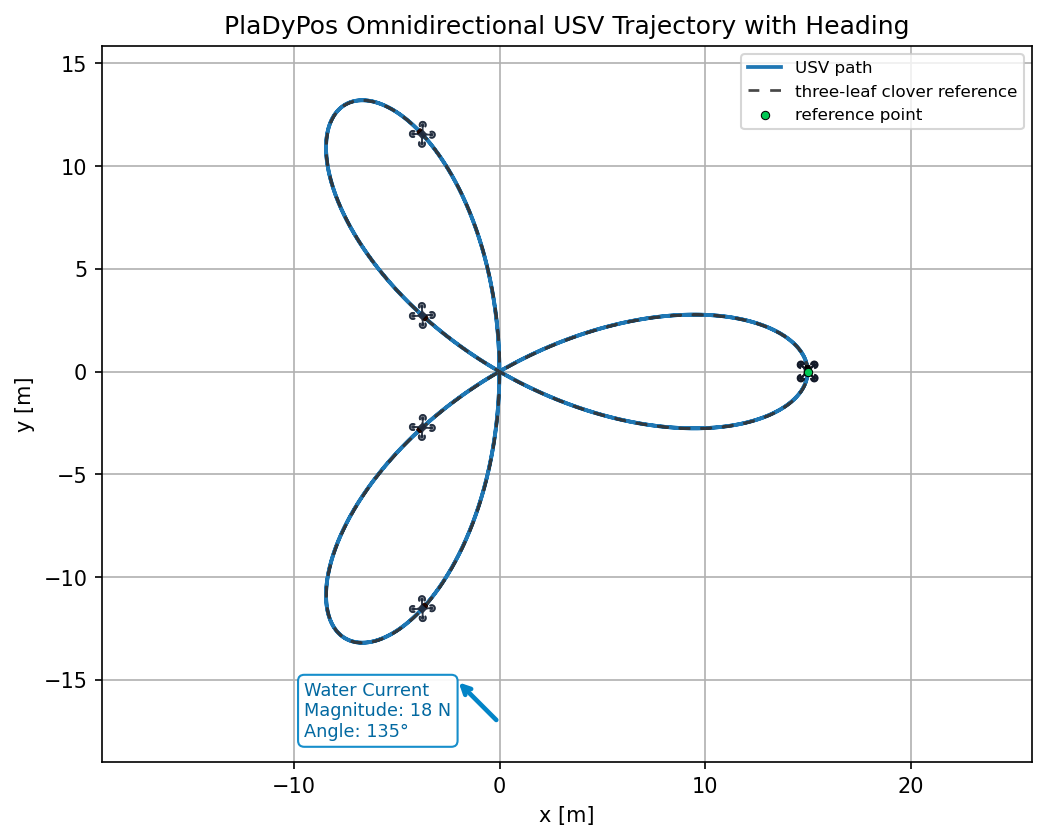 PlaDyPos Omnidirectional USV Trajectory with Heading
USV path
three-leaf clover reference
reference point
15
10
5
0
−5
−10
−15
y [m]
Water Current
Magnitude: 18 N
Angle: 135°
−10
0
10
20
x [m]